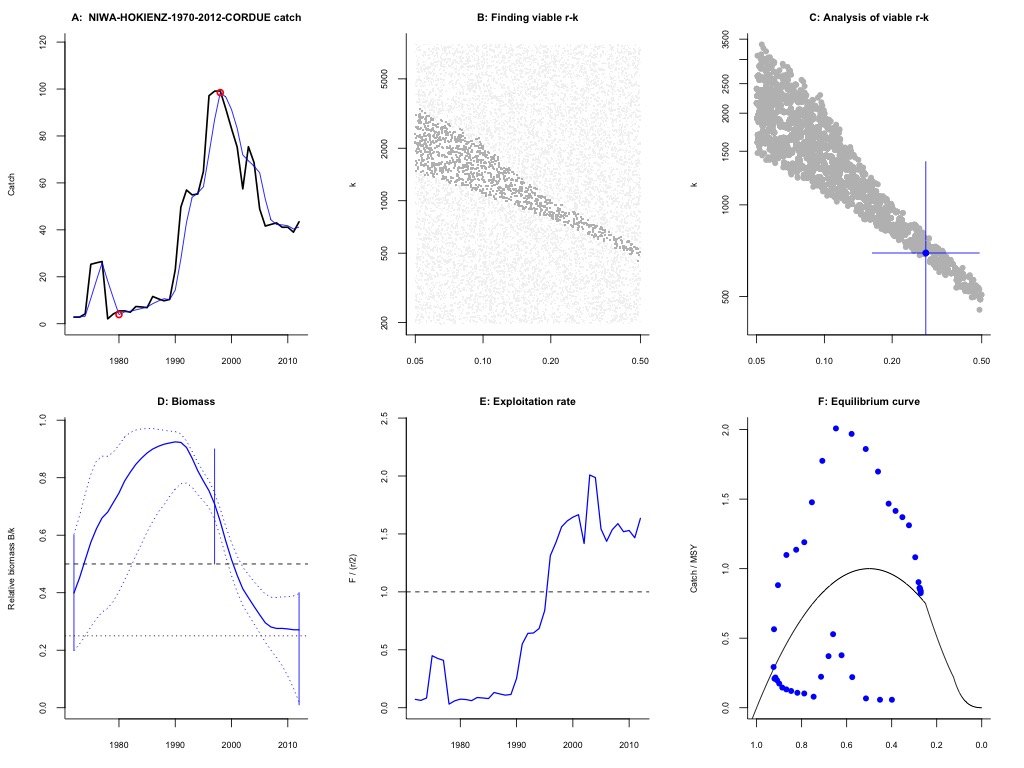 A:  NIWA-HOKIENZ-1970-2012-CORDUE catch
Catch
0 20 40 60 80 100 120
1980 1990 2000 2010
B: Finding viable r-k
k
200 500 1000 2000 5000
0.05 0.10 0.20 0.50
C: Analysis of viable r-k
k
500 1000 1500 2000 2500 3500
0.05 0.10 0.20 0.50
D: Biomass
Relative biomass B/k
0.0 0.2 0.4 0.6 0.8 1.0
1980 1990 2000 2010
E: Exploitation rate
F / (r/2)
0.0 0.5 1.0 1.5 2.0 2.5
1980 1990 2000 2010
F: Equilibrium curve
Catch / MSY
0.0 0.5 1.0 1.5 2.0
1.0 0.8 0.6 0.4 0.2 0.0